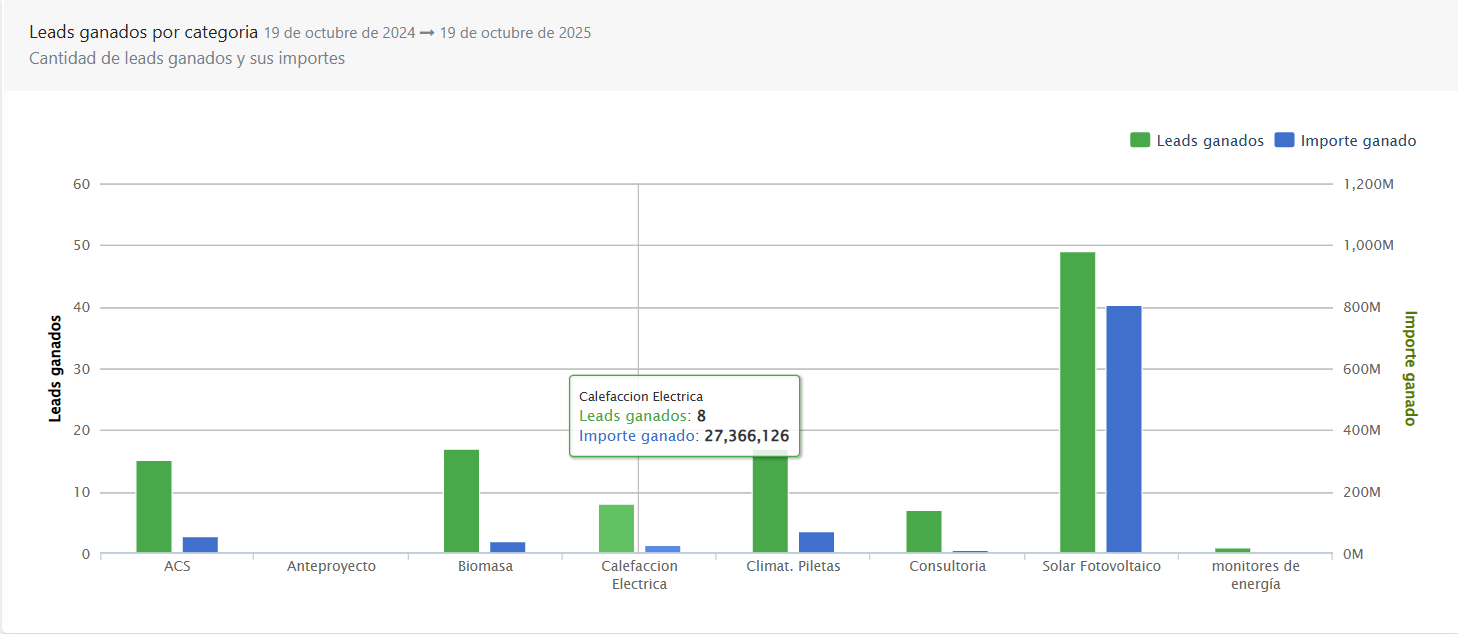 Leads ganados por categoria 19 de octubre de 2024 ➞ 19 de octubre de 2025
Cantidad de leads ganados y sus importes
Leads ganados Importe ganado
60 1,200M
50 1,000M
40 800M
30 600M
20 400M
10 200M
0 0M
Leads ganados
Importe ganado
Calefaccion Electrica
Leads ganados: 8
Importe ganado: 27,366,126
ACS
Anteproyecto
Biomasa
Calefaccion
Electrica
Climat. Piletas
Consultoria
Solar Fotovoltaico
monitores de
energía